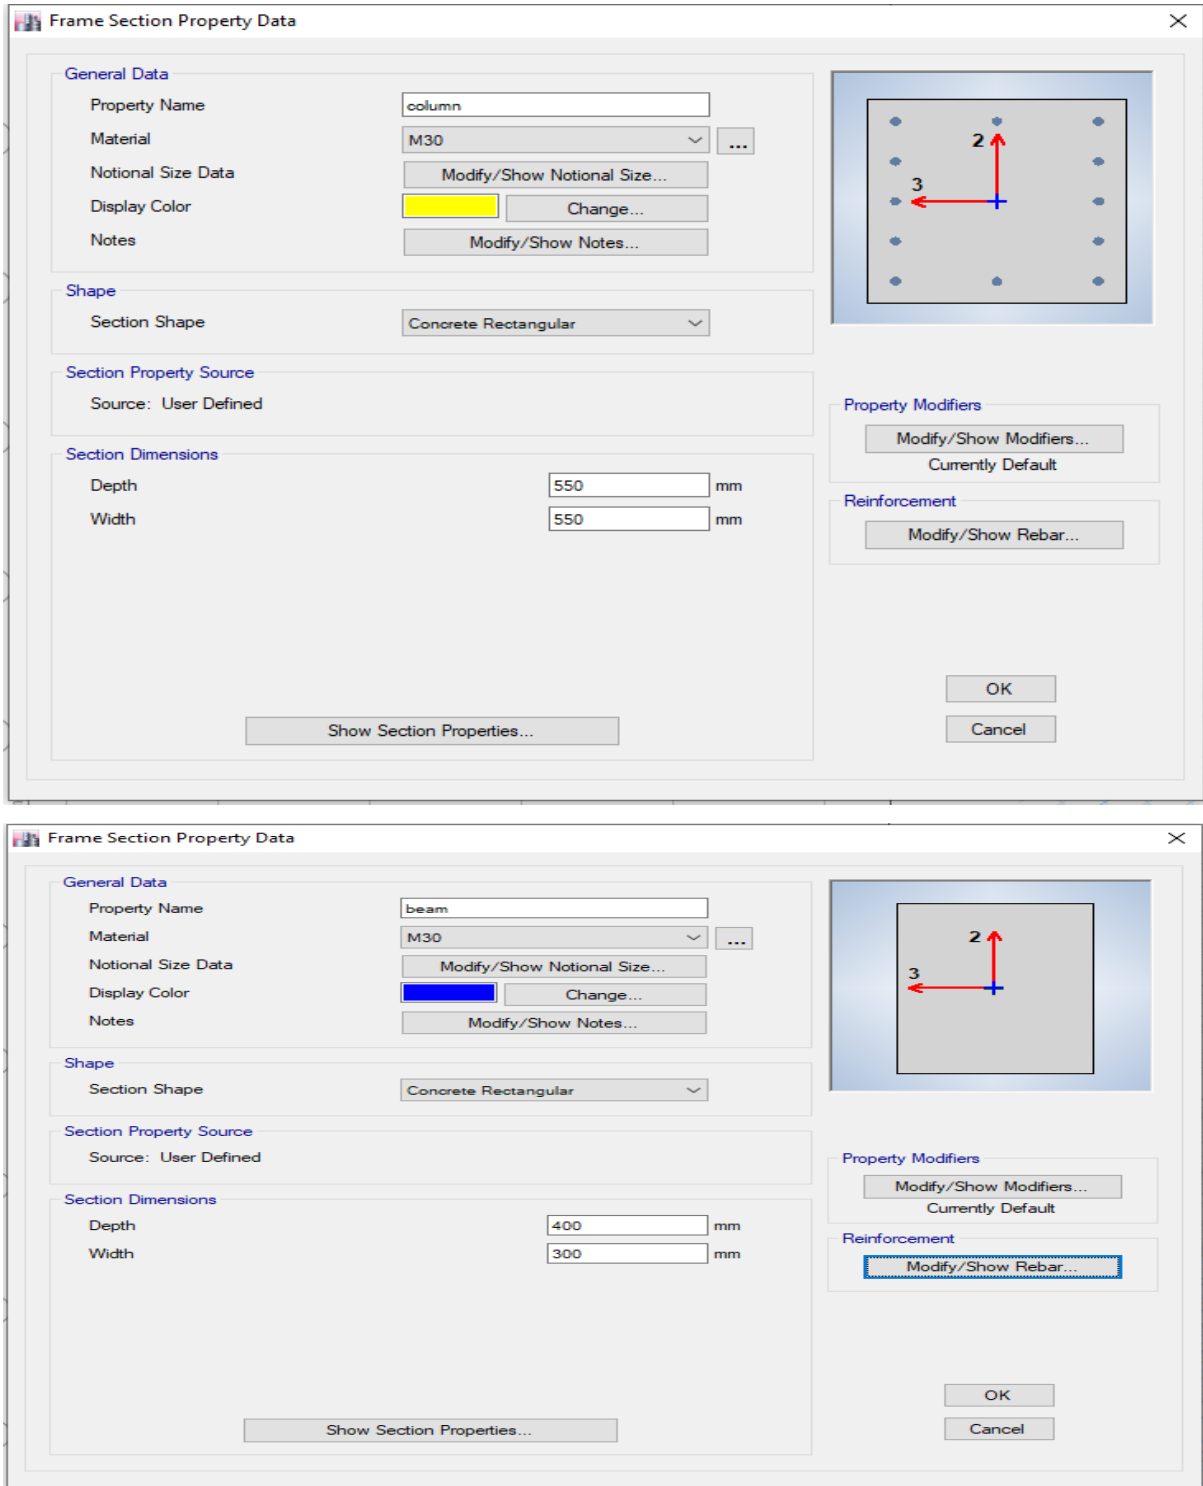 Frame Section Property Data
General Data
Property Name column
Material M30 ...
Notional Size Data Modify/Show Notional Size...
Display Color Change...
Notes Modify/Show Notes...
Shape
Section Shape Concrete Rectangular
Section Property Source
Source: User Defined
Section Dimensions
Depth 550 mm
Width 550 mm
Show Section Properties...
2
3
Property Modifiers
Modify/Show Modifiers...
Currently Default
Reinforcement
Modify/Show Rebar...
OK
Cancel
Frame Section Property Data
General Data
Property Name beam
Material M30 ...
Notional Size Data Modify/Show Notional Size...
Display Color Change...
Notes Modify/Show Notes...
Shape
Section Shape Concrete Rectangular
Section Property Source
Source: User Defined
Section Dimensions
Depth 400 mm
Width 300 mm
Show Section Properties...
2
3
Property Modifiers
Modify/Show Modifiers...
Currently Default
Reinforcement
Modify/Show Rebar...
OK
Cancel